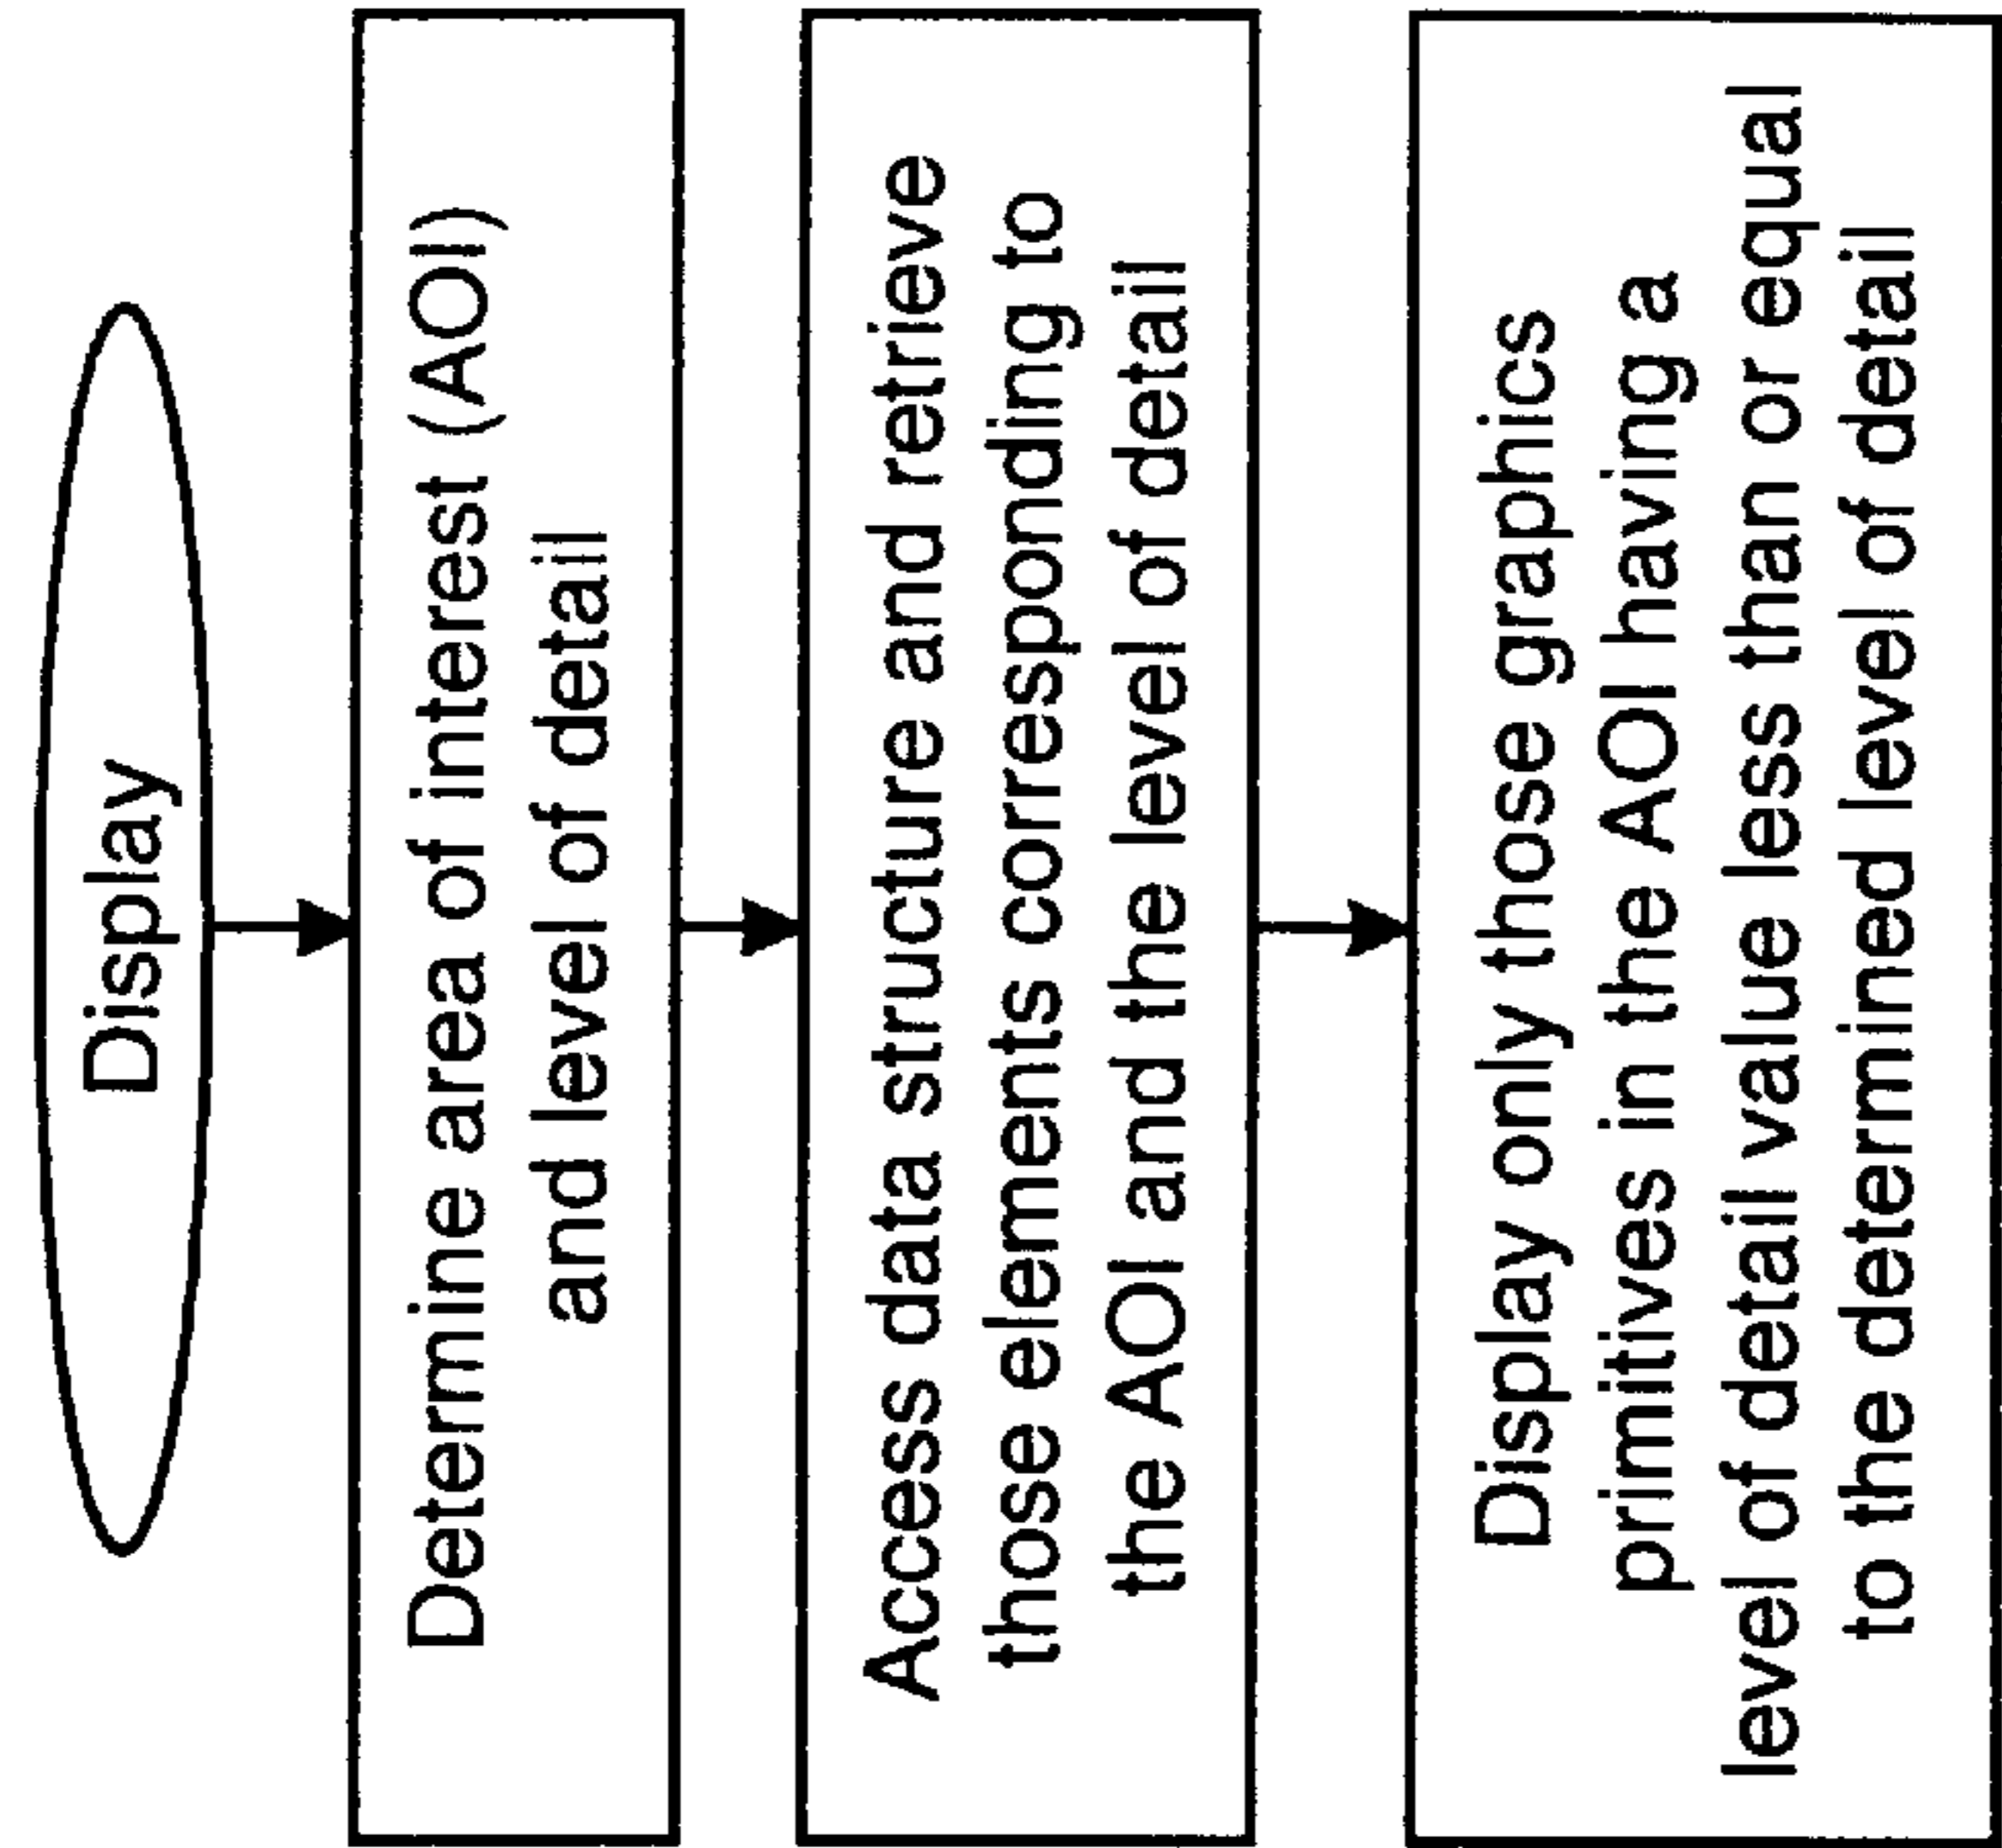 Display
Determine area of interest (AOI)
and level of detail
Access data structure and retrieve
those elements corresponding to
the AOI and the level of detail
Display only those graphics
primitives in the AOI having a
level of detail value less than or equal
to the determined level of detail